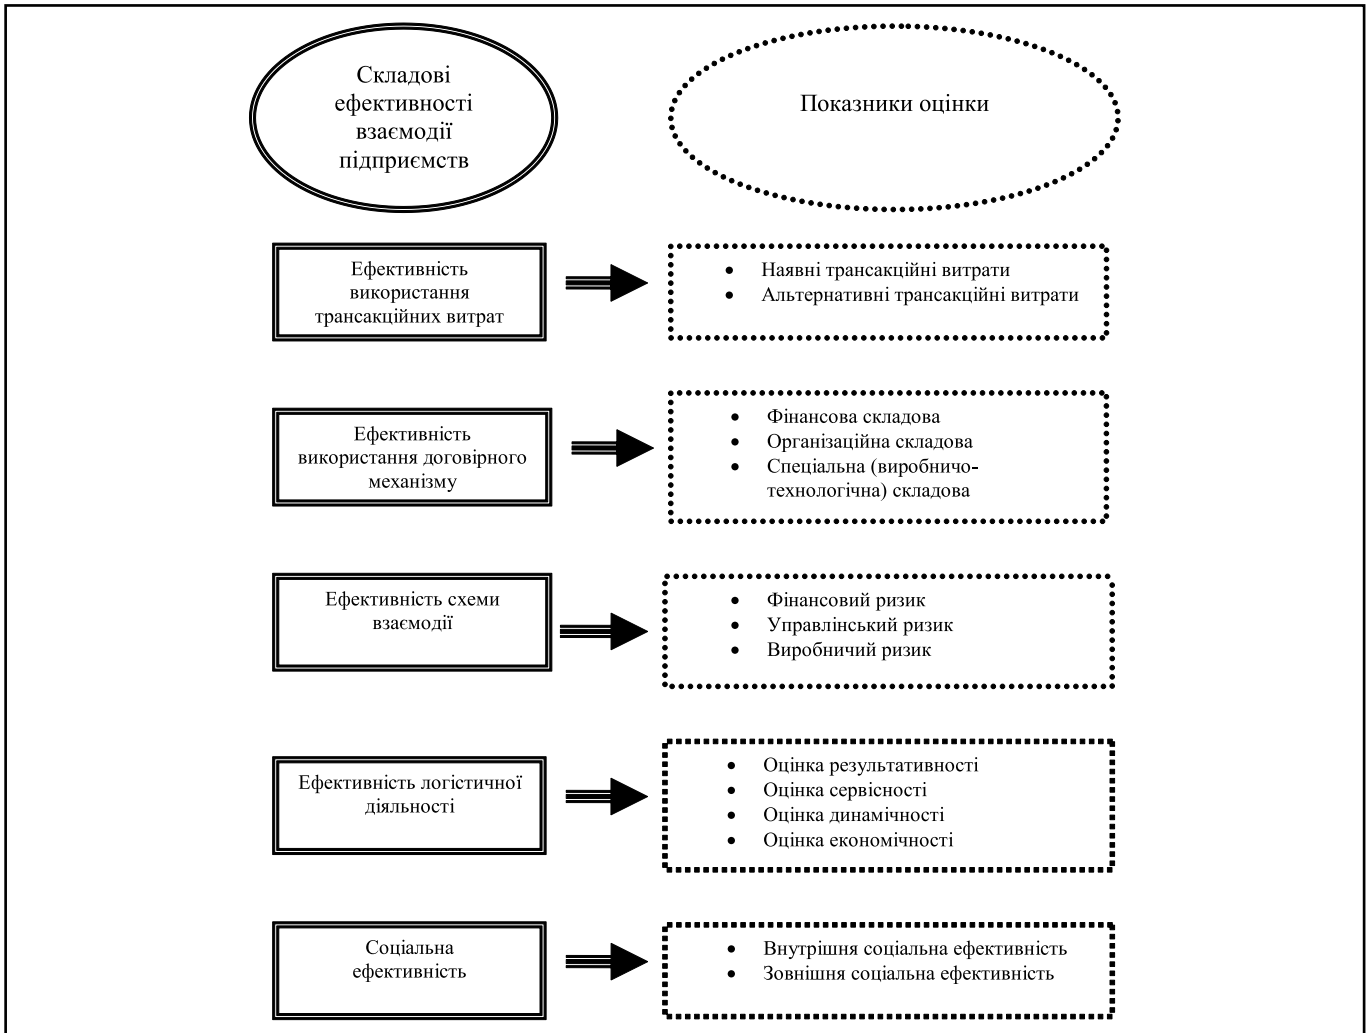 Складові
ефективності
взаємодії
підприємств
Показники оцінки
Ефективність
використання
трансакційних витрат
• Наявні трансакційні витрати
• Альтернативні трансакційні витрати
Ефективність
використання договірного
механізму
• Фінансова складова
• Організаційна складова
• Спеціальна (виробничо-
технологічна) складова
Ефективність схеми
взаємодії
• Фінансовий ризик
• Управлінський ризик
• Виробничий ризик
Ефективність логістичної
діяльності
• Оцінка результативності
• Оцінка сервісності
• Оцінка динамічності
• Оцінка економічності
Соціальна
ефективність
• Внутрішня соціальна ефективність
• Зовнішня соціальна ефективність